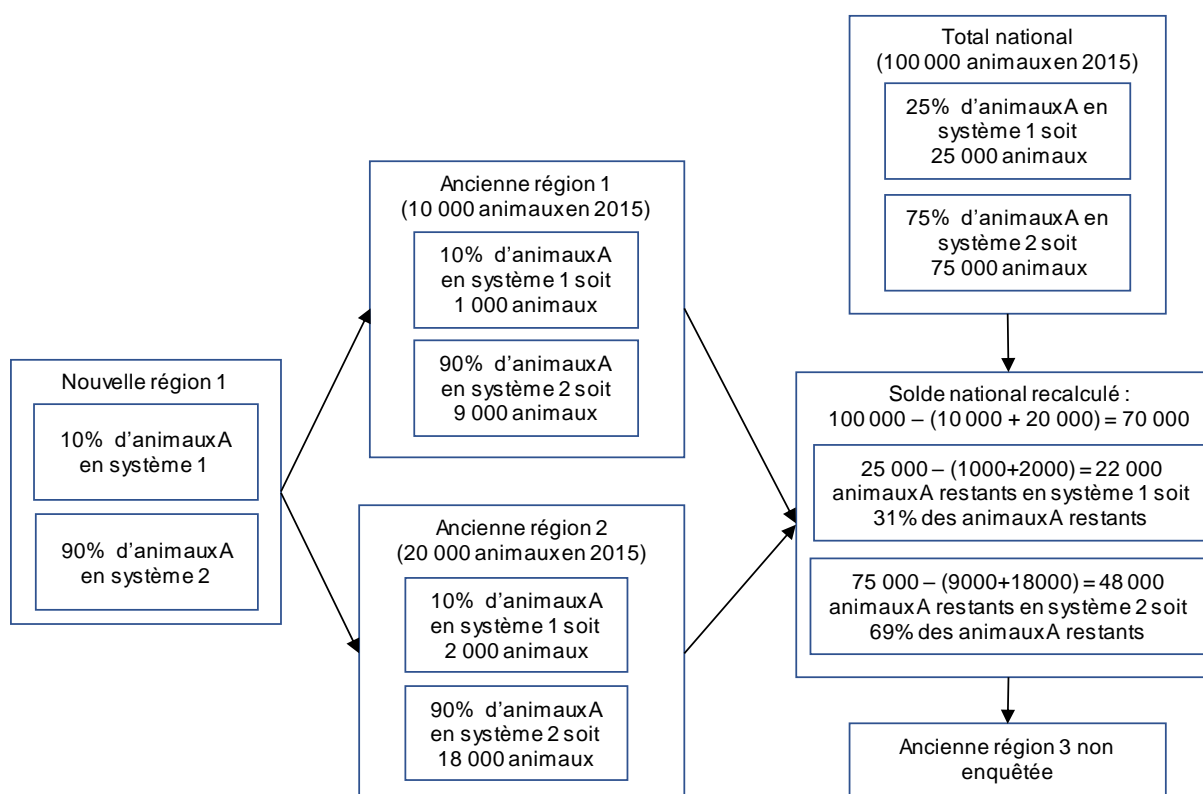 Nouvelle région 1
10% d'animaux A
en système 1
90% d'animaux A
en système 2
Ancienne région 1
(10 000 animaux en 2015)
10% d'animaux A
en système 1 soit
1 000 animaux
90% d'animaux A
en système 2 soit
9 000 animaux
Ancienne région 2
(20 000 animaux en 2015)
10% d'animaux A
en système 1 soit
2 000 animaux
90% d'animaux A
en système 2 soit
18 000 animaux
Total national
(100 000 animaux en 2015)
25% d'animaux A en
système 1 soit
25 000 animaux
75% d'animaux A en
système 2 soit
75 000 animaux
Solde national recalculé :
100 000 – (10 000 + 20 000) = 70 000
25 000 – (1000+2000) = 22 000
animaux A restants en système 1 soit
31% des animaux A restants
75 000 – (9000+18000) = 48 000
animaux A restants en système 2 soit
69% des animaux A restants
Ancienne région 3 non
enquêtée